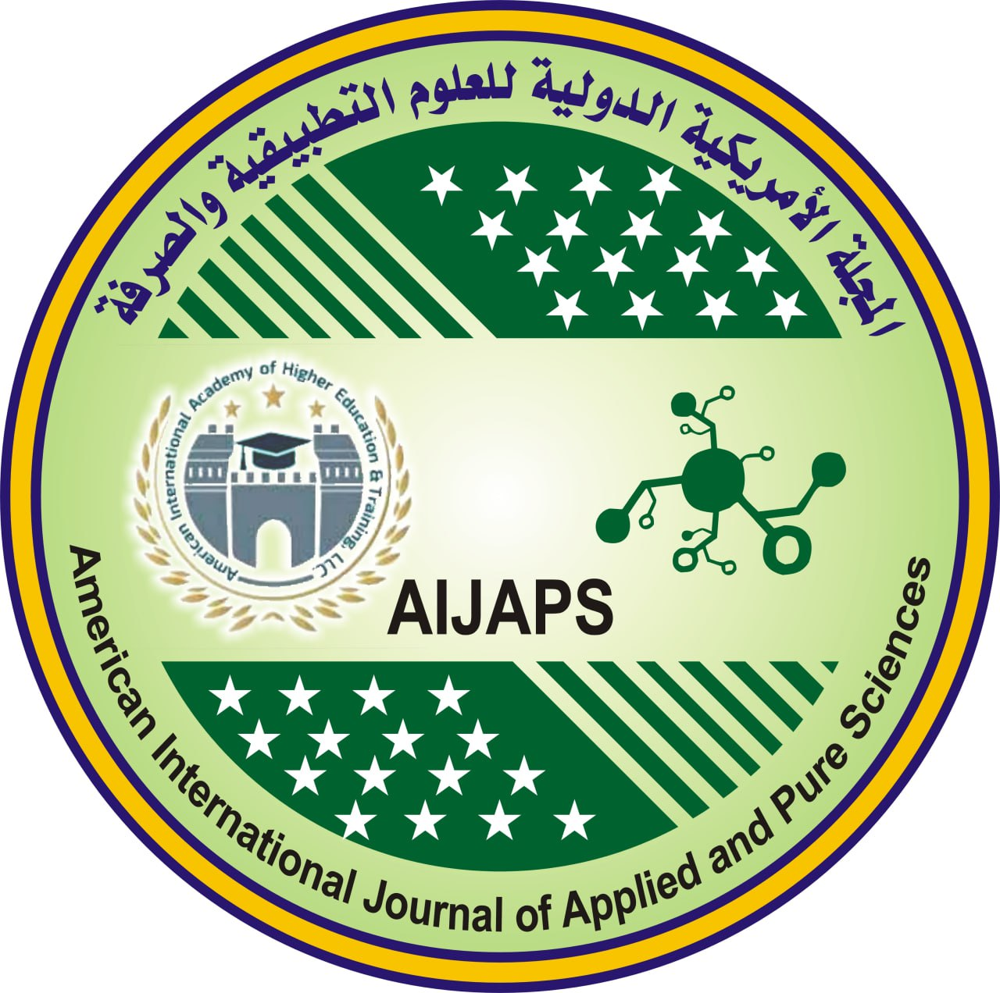 المجلة الأمريكية الدولية للعلوم التطبيقية والصرفة
American International Academy of Higher Education & Training, LLC.
AIJAPS
American International Journal of Applied and Pure Sciences